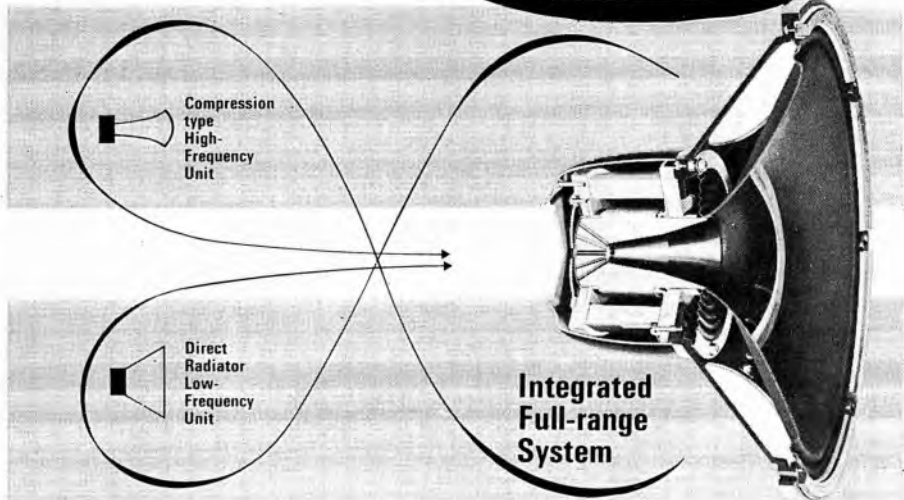 Compression
type
High-
Frequency
Unit
Direct
Radiator
Low-
Frequency
Unit
Integrated
Full-range
System